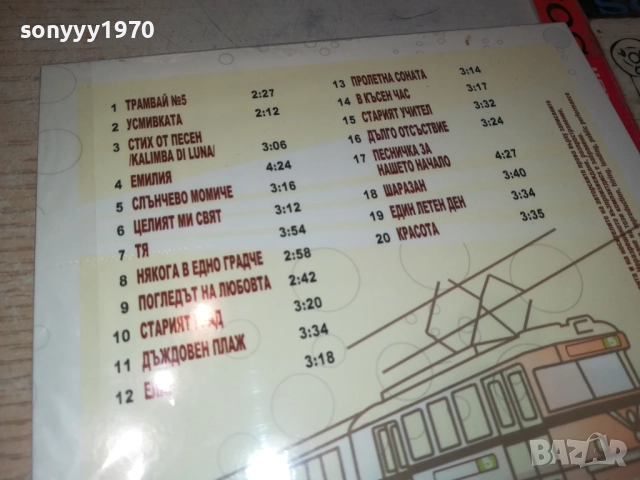 sonyyy1970
1 ТРАМВАЙ №5 2:27
2 УСМИВКАТА 2:12
3 СТИХ ОТ ПЕСЕН
/KALIMBA DI LUNA/ 3:06
4 ЕМИЛИЯ 4:24
5 СЛЪНЧЕВО МОМИЧЕ 3:16
6 ЦЕЛИЯТ МИ СВЯТ 3:12
7 ТЯ 3:54
8 НЯКОГА В ЕДНО ГРАДЧЕ 2:58
9 ПОГЛЕДЪТ НА ЛЮБОВТА 2:42
10 СТАРИЯТ 3:20
11 ДЪЖДОВЕН ПЛАЖ 3:34
12 3:18
13 ПРОЛЕТНА СОНАТА 3:14
14 В КЪСЕН ЧАС 3:17
15 СТАРИЯТ УЧИТЕЛ 3:32
16 ДЪЛГО ОТСЪСТВИЕ 3:24
17 ПЕСНИЧКА ЗА
НАШЕТО НАЧАЛО 4:27
18 ШАРАЗАН 3:40
19 ЕДИН ЛЕТЕН ДЕН 3:34
20 КРАСОТА 3:35
5
5
BAZAR